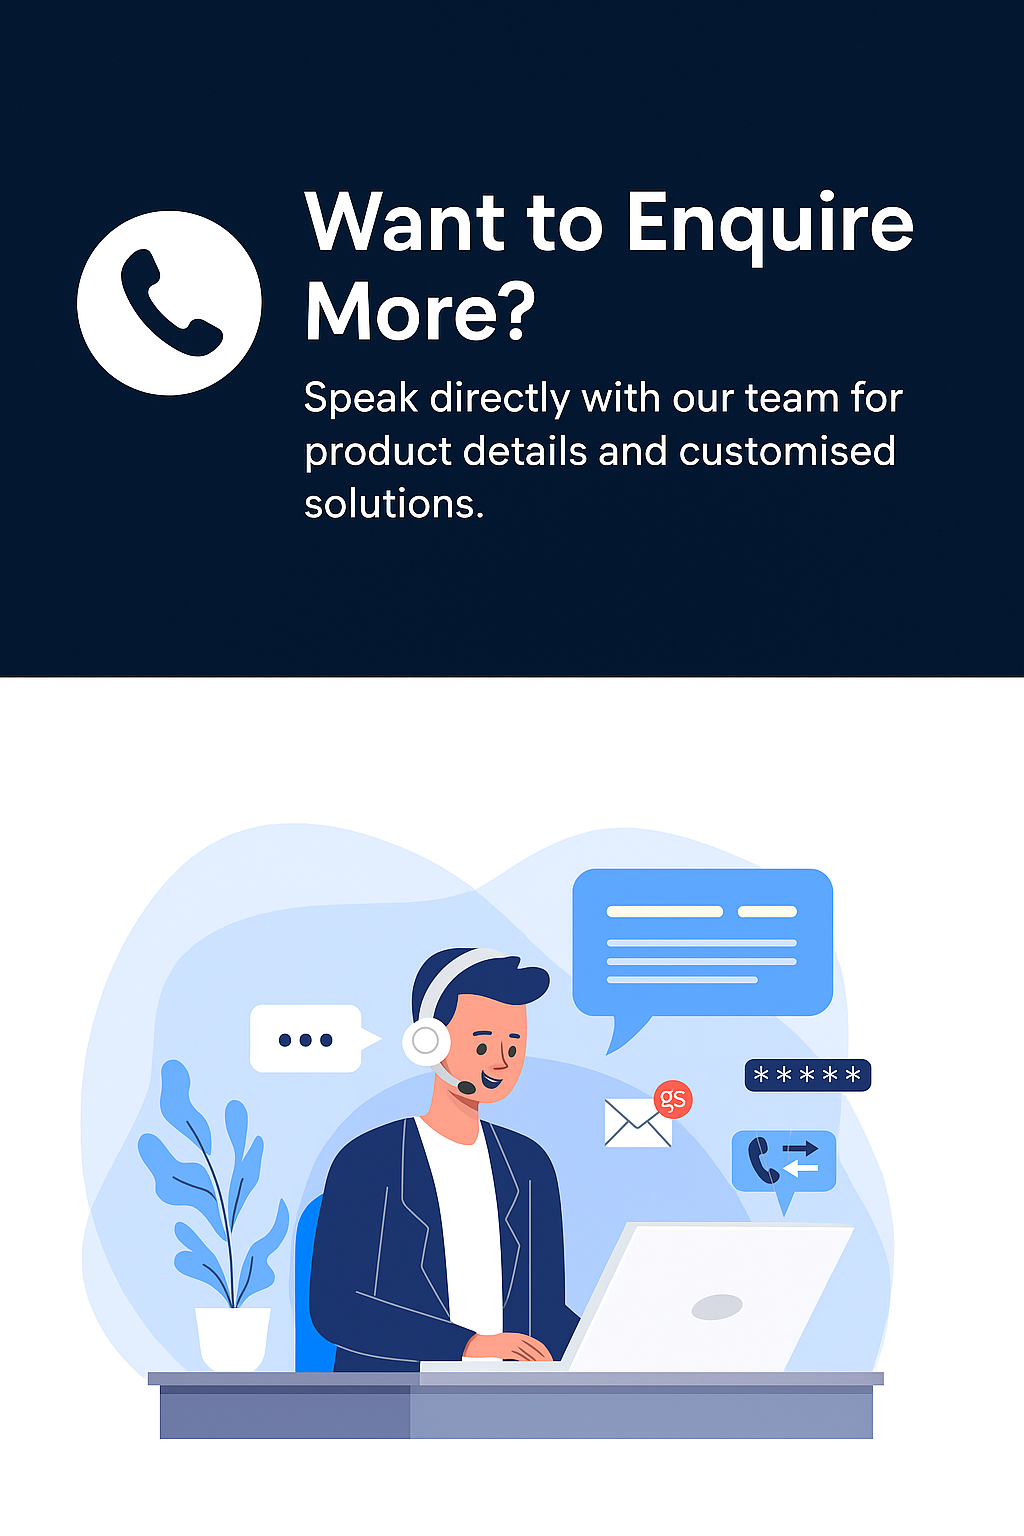 Want to Enquire
More?
Speak directly with our team for
product details and customised
solutions.
gs
*****